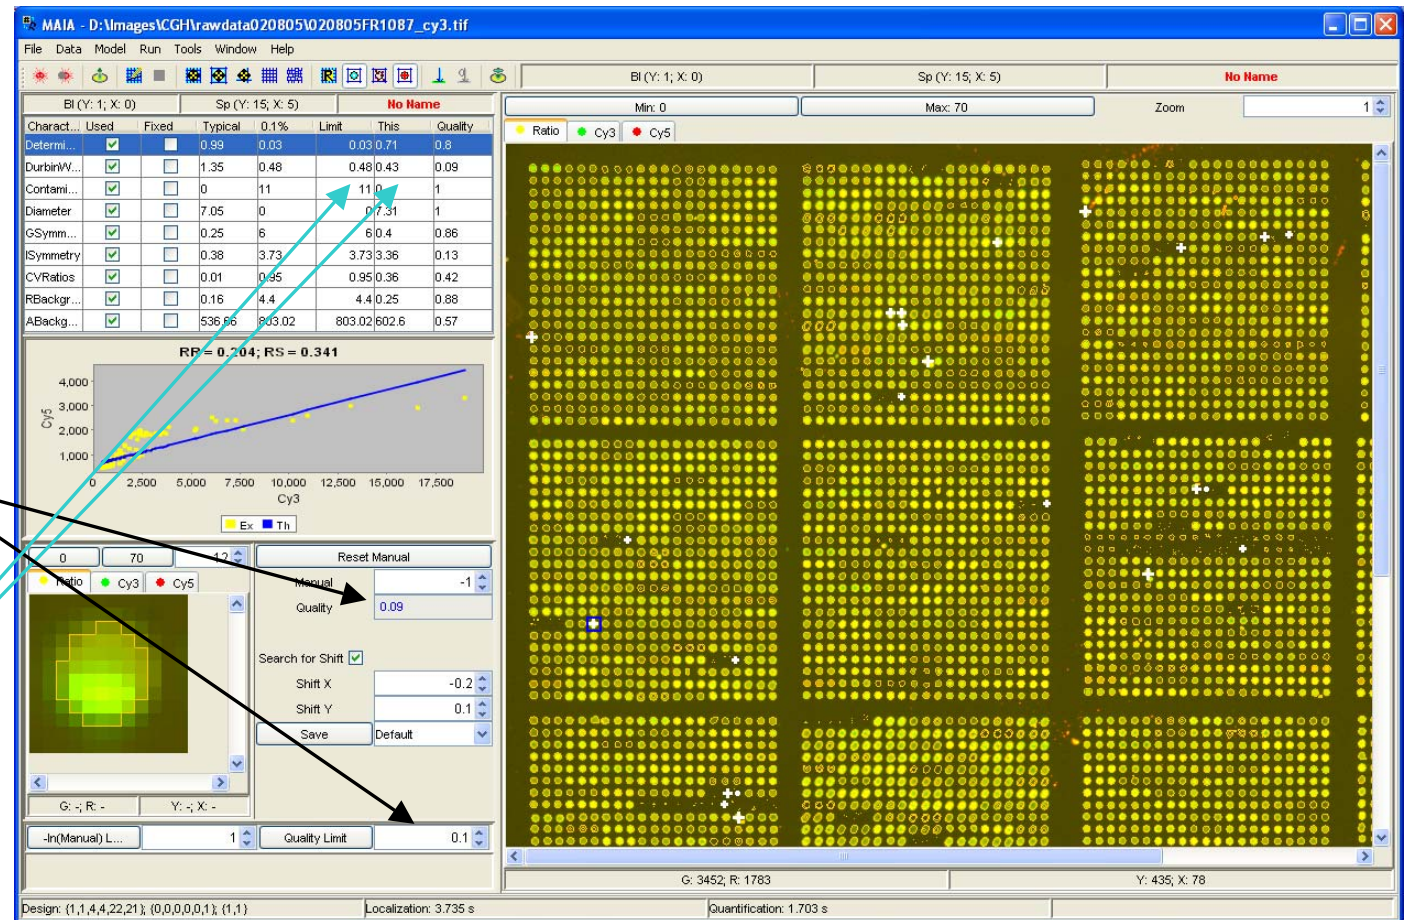 MAIA - D:\Images\CGH\rawdata020805\020805FR1087_cy3.tif
File Data Model Run Tools Window Help
Bl (Y: 1; X: 0) Sp (Y: 15; X: 5) No Name
Bl (Y: 1; X: 0) Sp (Y: 15; X: 5) No Name
Min: 0 Max: 70 Zoom 1
Ratio Cy3 Cy5
Charact... Used Fixed Typical 0.1% Limit This Quality
Determi... 0.99 0.03 0.03 0.71 0.8
DurbinW... 1.35 0.48 0.48 0.43 0.09
Contami... 0 11 11 0 1
Diameter 7.05 0 0 7.31 1
GSymm... 0.25 6 6 0.4 0.86
ISymmetry 0.38 3.73 3.73 3.36 0.13
CVRatios 0.01 0.95 0.95 0.36 0.42
RBackgr... 0.16 4.4 4.4 0.25 0.88
ABackg... 536.66 803.02 803.02 602.6 0.57
RR = 0.204; RS = 0.341
Cy5
4,000
3,000
2,000
1,000
0 2,500 5,000 7,500 10,000 12,500 15,000 17,500
Cy3
Ex Th
0 70 12 Reset Manual
Ratio Cy3 Cy5
Manual -1
Quality 0.09
Search for Shift
Shift X -0.2
Shift Y 0.1
Save Default
G: -; R: - Y: -; X: -
-ln(Manual) L... 1 Quality Limit 0.1
G: 3452; R: 1783 Y: 435; X: 78
Design: {1,1,4,4,22,21}; {0,0,0,0,0,1}; {1,1} Localization: 3.735 s Quantification: 1.703 s